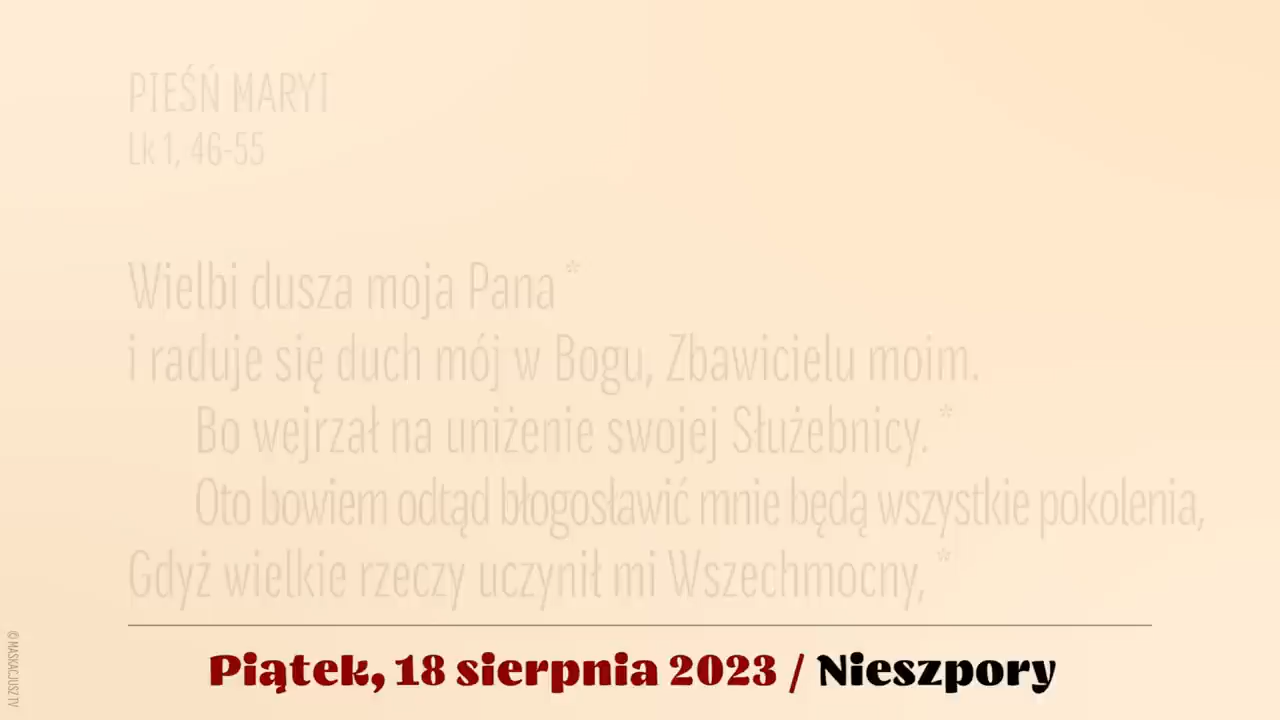 PIEŚŃ MARYI
Lk 1, 46-55
Wielbi dusza moja Pana *
i raduje się duch mój w Bogu, Zbawicielu moim.
Bo wejrzał na uniżenie swojej Służebnicy. *
Oto bowiem odtąd błogosławić mnie będą wszystkie pokolenia,
Gdyż wielkie rzeczy uczynił mi Wszechmocny, *
Piątek, 18 sierpnia 2023 / Nieszpory
© MASKACJUSZ TV